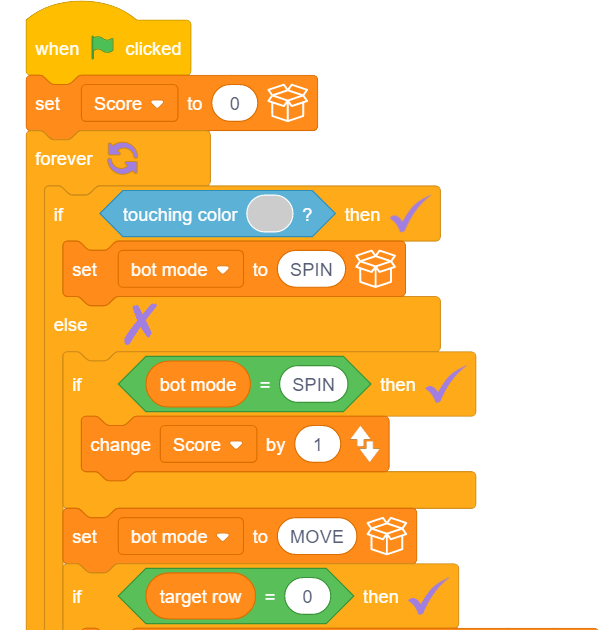 when clicked
set Score to 0
forever
if touching color ? then
set bot mode to SPIN
else
if bot mode = SPIN then
change Score by 1
set bot mode to MOVE
if target row = 0 then